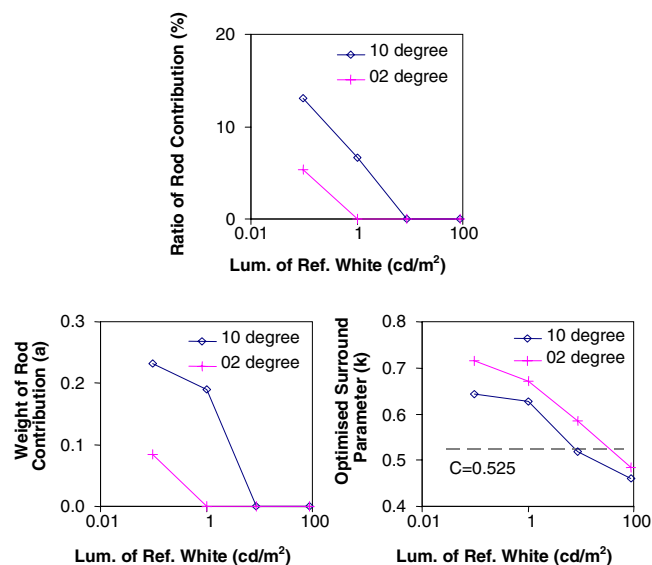 Ratio of Rod Contribution (%)
20
10
0
10 degree
02 degree
0.01
1
100
Lum. of Ref. White (cd/m²)
Weight of Rod
Contribution (a)
0.3
0.2
0.1
0.0
10 degree
02 degree
0.01
1
100
Lum. of Ref. White (cd/m²)
Optimised Surround
Parameter (k)
0.8
0.7
0.6
0.5
0.4
10 degree
02 degree
C=0.525
0.01
1
100
Lum. of Ref. White (cd/m²)